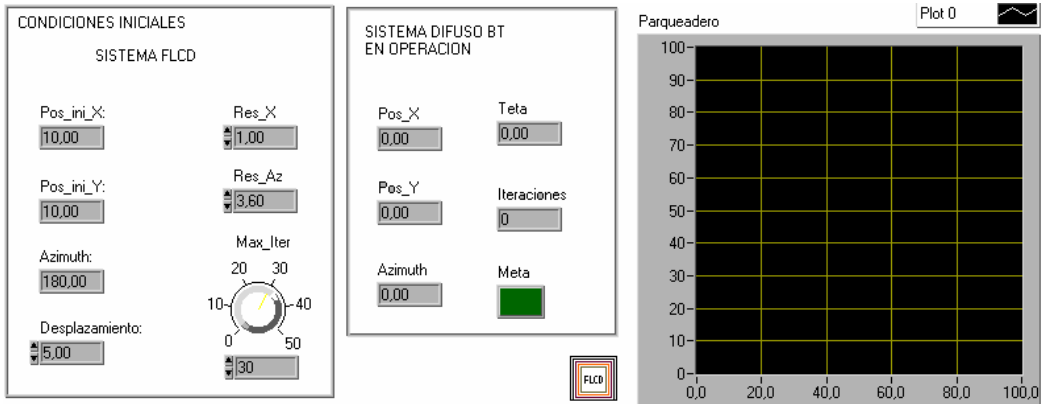 CONDICIONES INICIALES
SISTEMA FLCD
Pos_ini_X:
10,00
Res_X
1,00
Pos_ini_Y:
10,00
Res_Az
3,60
Azimuth:
180,00
Max_Iter
0
10
20
30
40
50
30
Desplazamiento:
5,00
SISTEMA DIFUSO BT
EN OPERACION
Pos_X
0,00
Teta
0,00
Pos_Y
0,00
Iteraciones
0
Azimuth
0,00
Meta
FLCD
Parqueadero
Plot 0
100
90
80
70
60
50
40
30
20
10
0
0,0 20,0 40,0 60,0 80,0 100,0